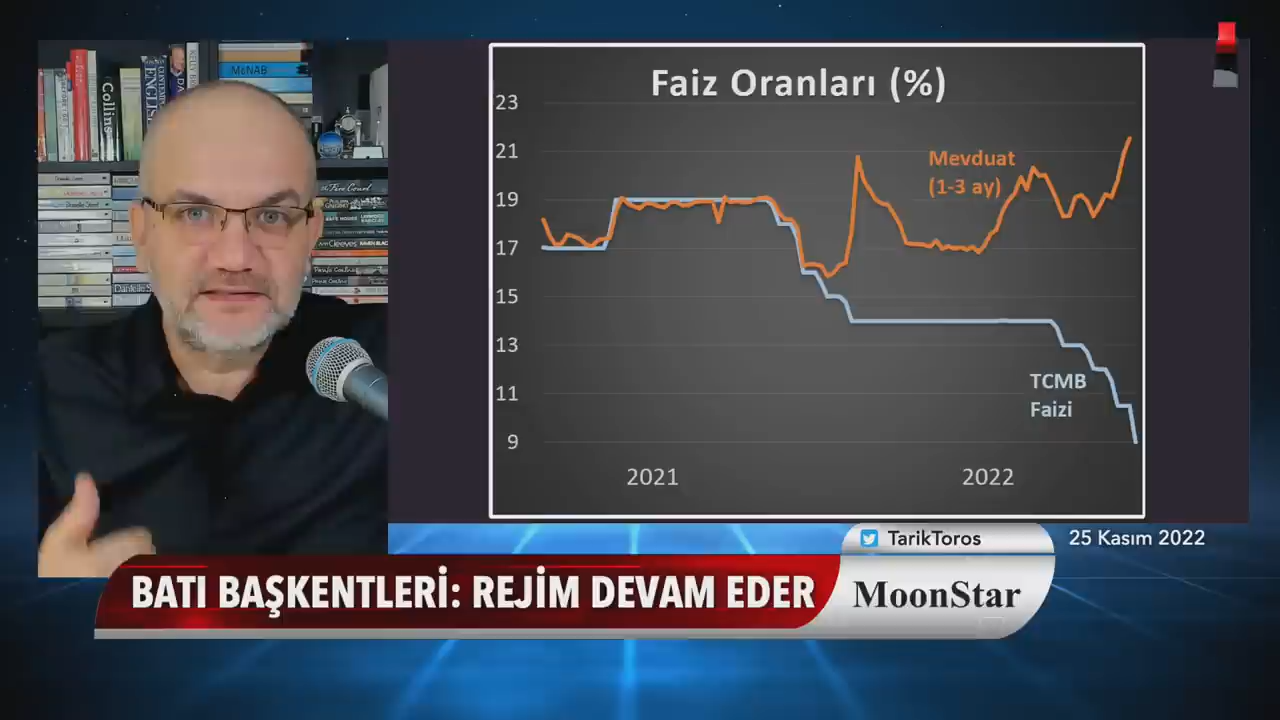 McNAB
Collins
ENGLISH
Faiz Oranları (%)
23
21
19
17
15
13
11
9
Mevduat
(1-3 ay)
TCMB
Faizi
2021
2022
TarikToros
25 Kasım 2022
BATI BAŞKENTLERİ: REJİM DEVAM EDER
MoonStar